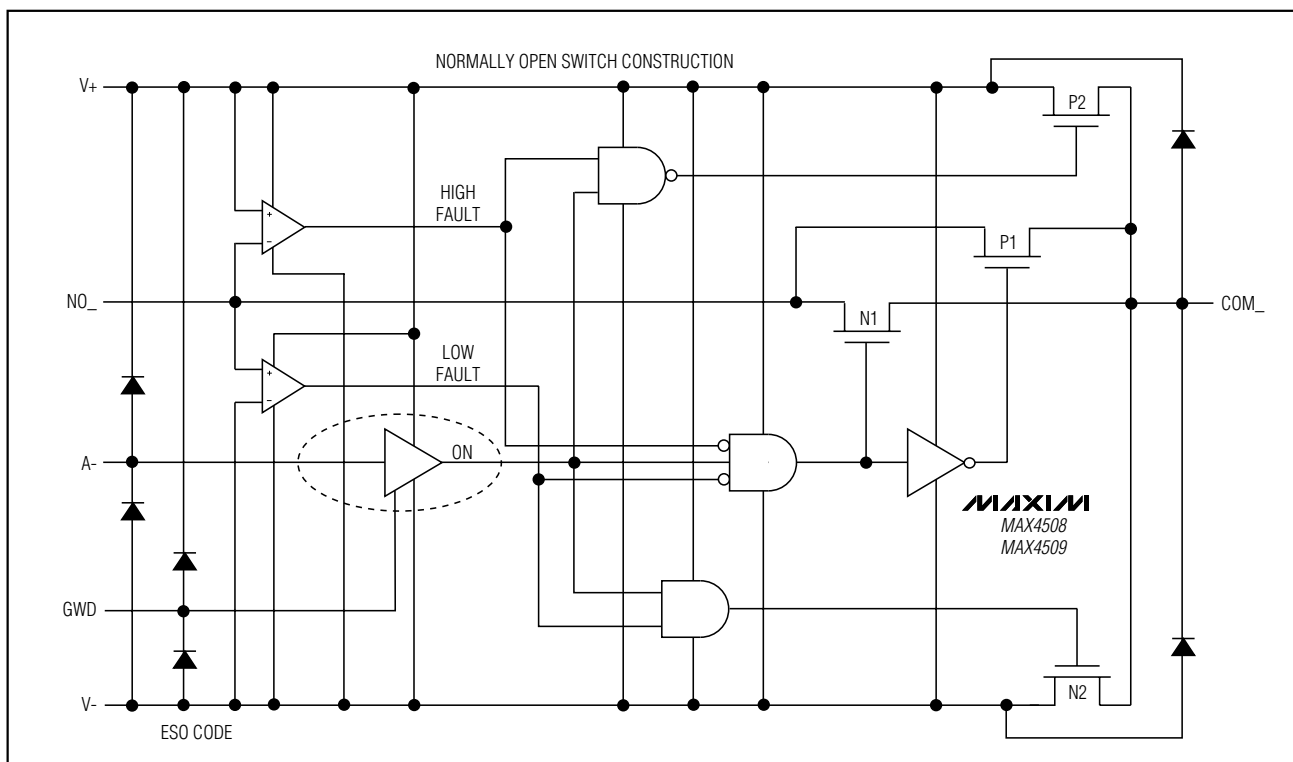 NORMALLY OPEN SWITCH CONSTRUCTION
V+
P2
HIGH
FAULT
+
-
P1
NO_
COM_
N1
LOW
FAULT
+
-
ON
A-
MAXIM
MAX4508
MAX4509
GWD
N2
V-
ESO CODE